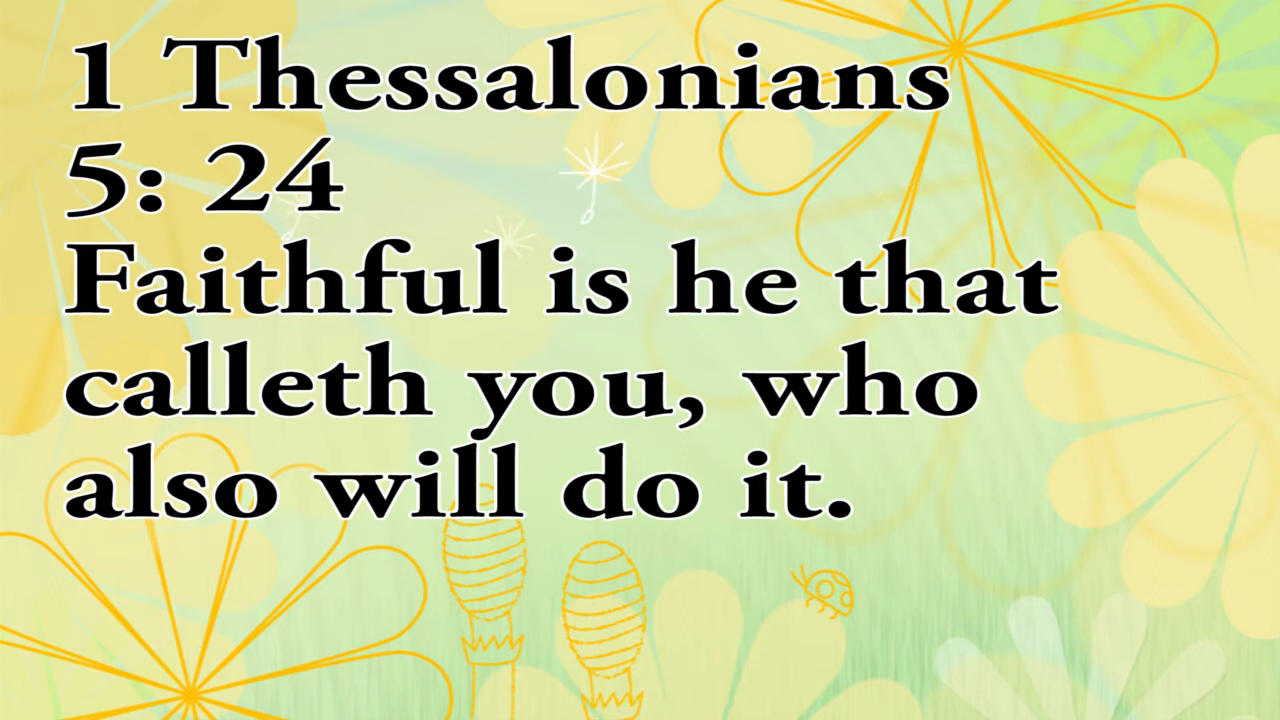 1 Thessalonians
5: 24
Faithful is he that
calleth you, who
also will do it.